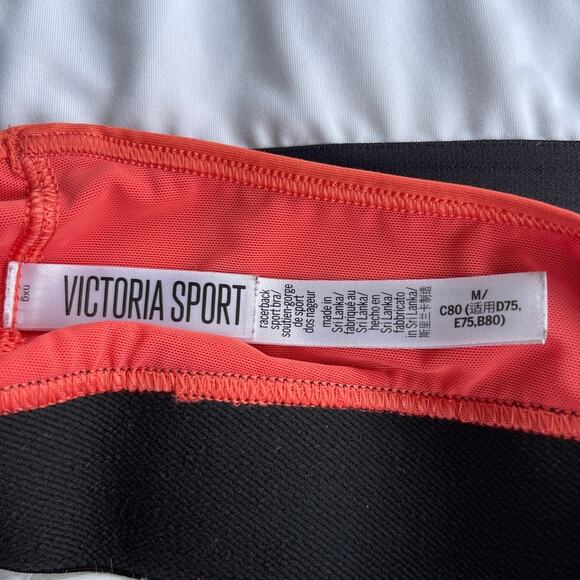 nxg
VICTORIA SPORT
racerback
sport bra/
soutien-gorge
de sport
dos nageur
made in
Sri Lanka/
fabriqué au
Sri Lanka/
hecho en
Sri Lanka/
fabbricato
in Sri Lanka/
斯里兰卡制造
M/
C80 (适用D75,
E75,B80)